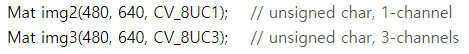 Mat img2(480, 640, CV_8UC1);    // unsigned char, 1-channel
Mat img3(480, 640, CV_8UC3);    // unsigned char, 3-channels